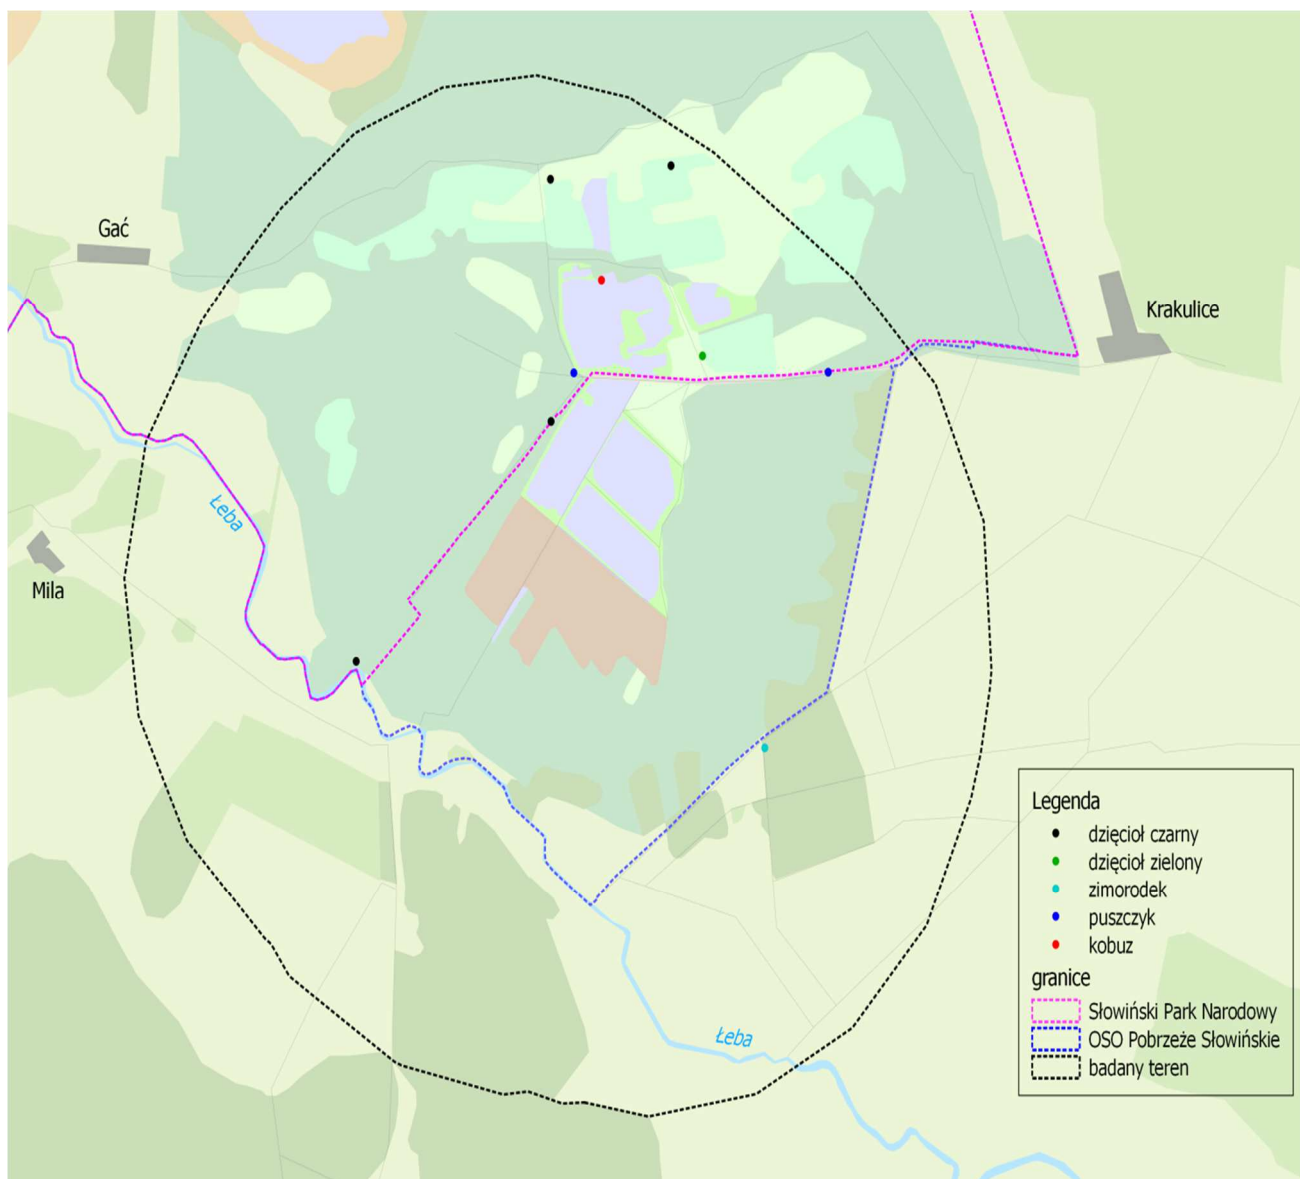 Gać
Krakulice
Łeba
Mila
Łeba
Legenda
dzięcioł czarny
dzięcioł zielony
zimorodek
puszczyk
kobuz
granice
Słowiński Park Narodowy
OSO Pobrzeże Słowińskie
badany teren